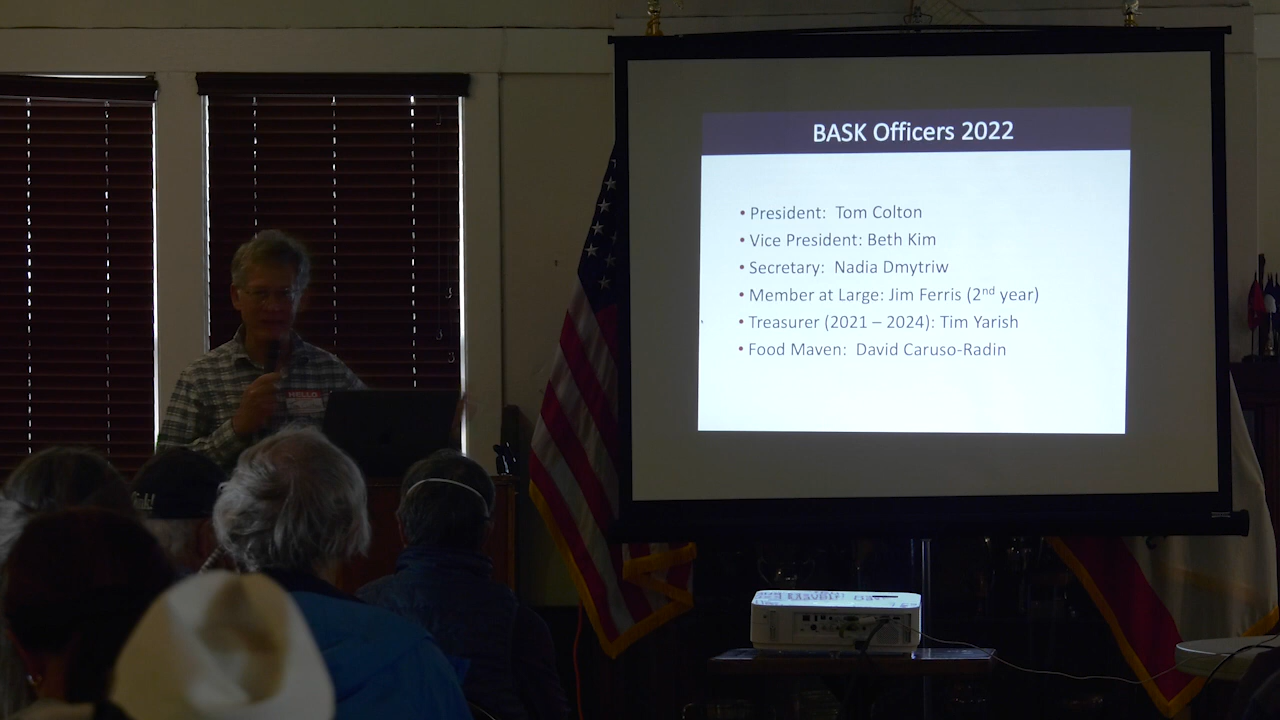 BASK Officers 2022
• President: Tom Colton
• Vice President: Beth Kim
• Secretary: Nadia Dmytriw
• Member at Large: Jim Ferris (2nd year)
• Treasurer (2021 – 2024): Tim Yarish
• Food Maven: David Caruso-Radin
HELLO